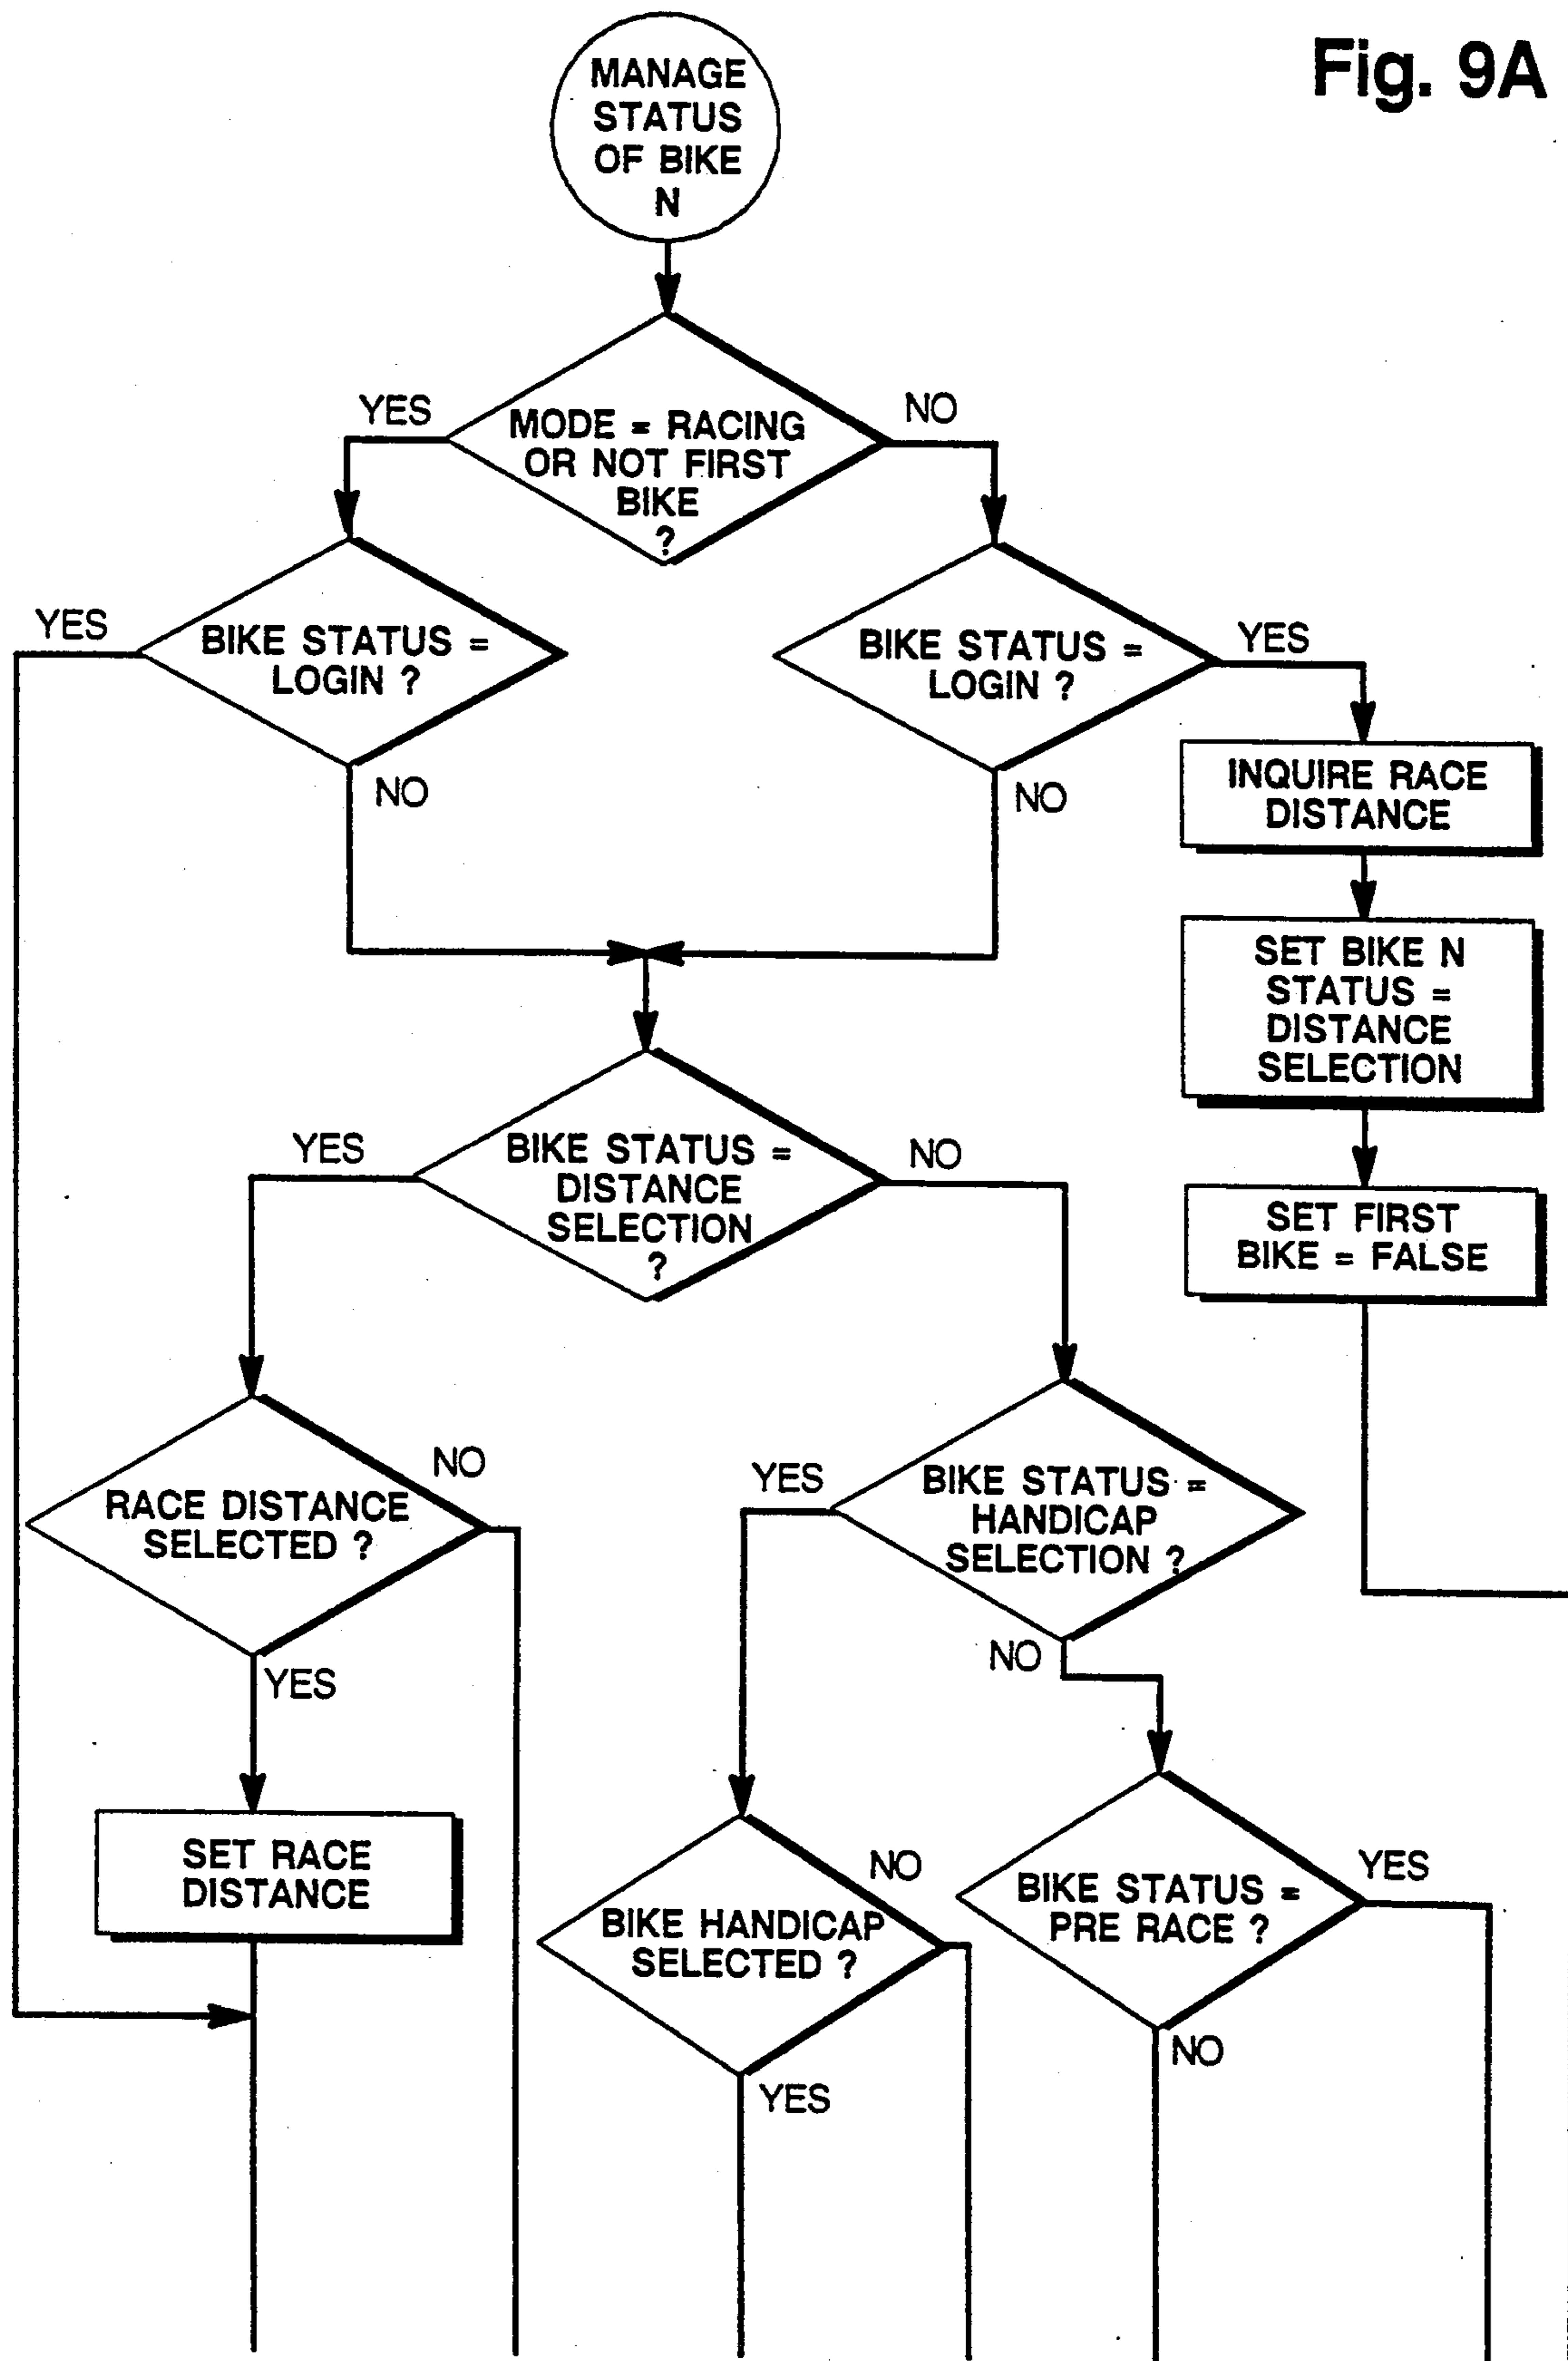 Fig. 9A
MANAGE
STATUS
OF BIKE
N
MODE = RACING
OR NOT FIRST
BIKE
?
YES
NO
BIKE STATUS =
LOGIN ?
YES
NO
BIKE STATUS =
LOGIN ?
YES
NO
INQUIRE RACE
DISTANCE
SET BIKE N
STATUS =
DISTANCE
SELECTION
SET FIRST
BIKE = FALSE
BIKE STATUS =
DISTANCE
SELECTION
?
YES
NO
RACE DISTANCE
SELECTED ?
NO
YES
BIKE STATUS =
HANDICAP
SELECTION ?
YES
NO
SET RACE
DISTANCE
BIKE HANDICAP
SELECTED ?
NO
YES
BIKE STATUS =
PRE RACE ?
YES
NO